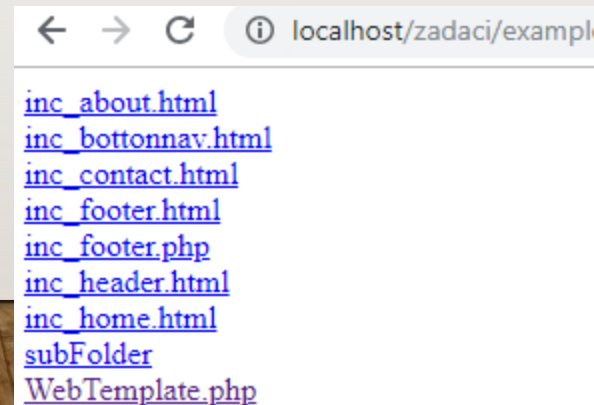 localhost/zadaci/example
inc_about.html
inc_bottonnav.html
inc_contact.html
inc_footer.html
inc_footer.php
inc_header.html
inc_home.html
subFolder
WebTemplate.php